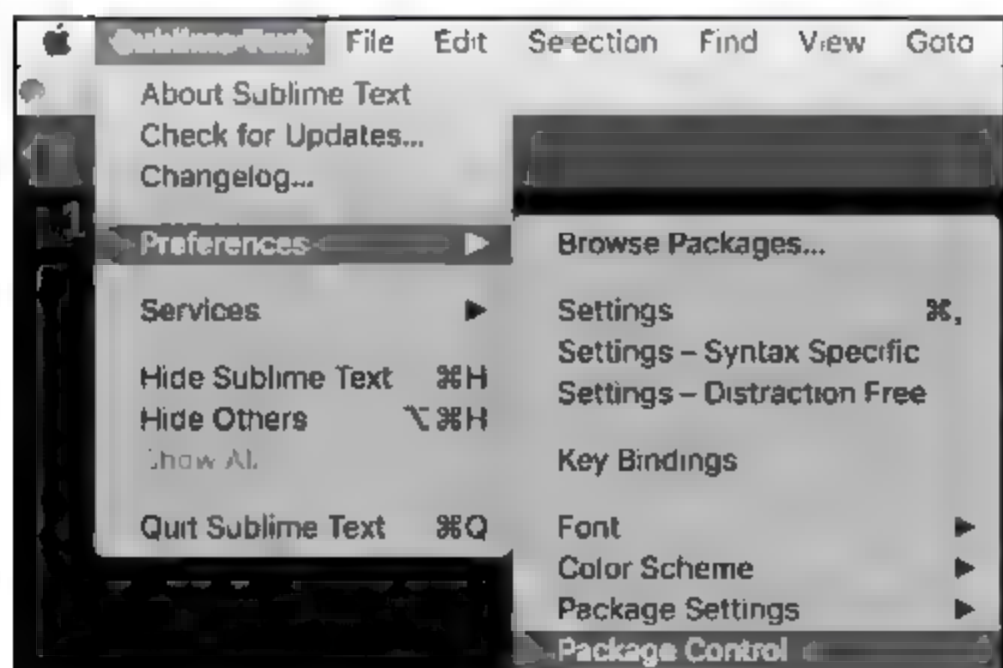 Sublime Text File Edit Selection Find View Goto
About Sublime Text
Check for Updates...
Changelog...
1
Preferences ▶
Services ▶
Hide Sublime Text ⌘H
Hide Others ⌥⌘H
Show All
Quit Sublime Text ⌘Q
Browse Packages...
Settings ⌘,
Settings – Syntax Specific
Settings – Distraction Free
Key Bindings
Font ▶
Color Scheme ▶
Package Settings ▶
Package Control